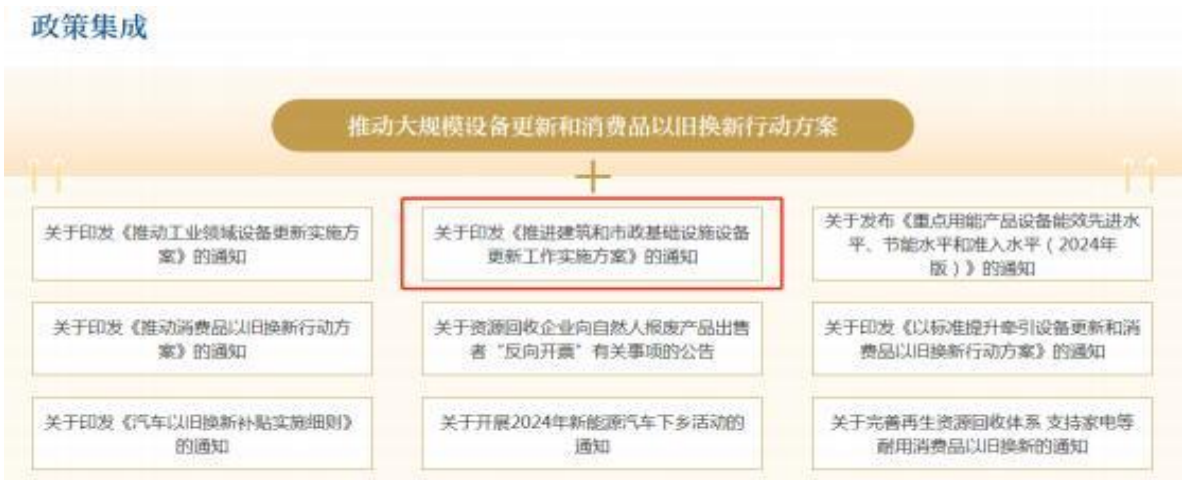 政策集成
推动大规模设备更新和消费品以旧换新行动方案
关于印发《推动工业领域设备更新实施方
案》的通知
关于印发《推进建筑和市政基础设施设备
更新工作实施方案》的通知
关于发布《重点用能产品设备能效先进水
平、节能水平和准入水平（2024年
版）》的通知
关于印发《推动消费品以旧换新行动方
案》的通知
关于资源回收企业向自然人报废产品出售
者“反向开票”有关事项的公告
关于印发《以标准提升牵引设备更新和消
费品以旧换新行动方案》的通知
关于印发《汽车以旧换新补贴实施细则》
的通知
关于开展2024年新能源汽车下乡活动的
通知
关于完善再生资源回收体系 支持家电等
耐用消费品以旧换新的通知